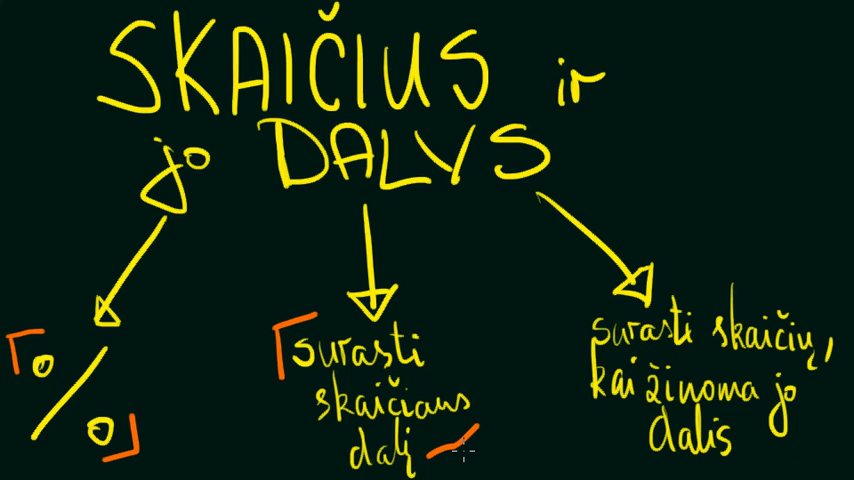 SKAIČIUS ir
jo DALYS
%
surasti
skaičiaus
dalį
surasti skaičių,
kai žinoma jo
dalis